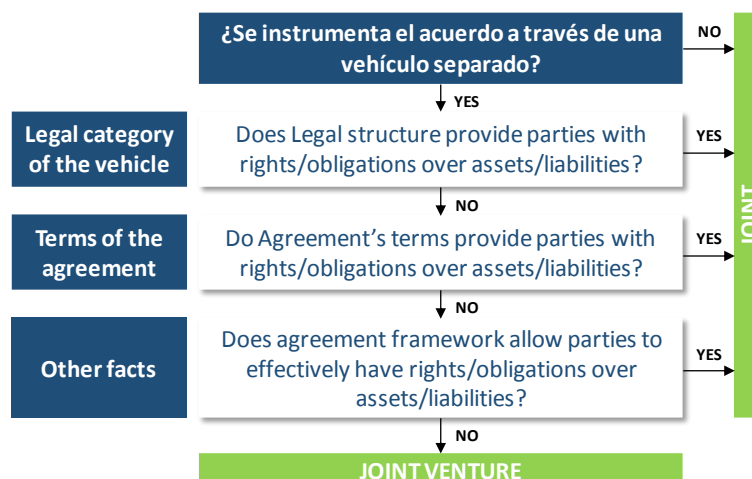 ¿Se instrumenta el acuerdo a través de una
vehículo separado?
NO
YES
Legal category
of the vehicle
Does Legal structure provide parties with
rights/obligations over assets/liabilities?
YES
NO
Terms of the
agreement
Do Agreement’s terms provide parties with
rights/obligations over assets/liabilities?
YES
NO
Other facts
Does agreement framework allow parties to
effectively have rights/obligations over
assets/liabilities?
YES
NO
JOINT VENTURE
JOINT